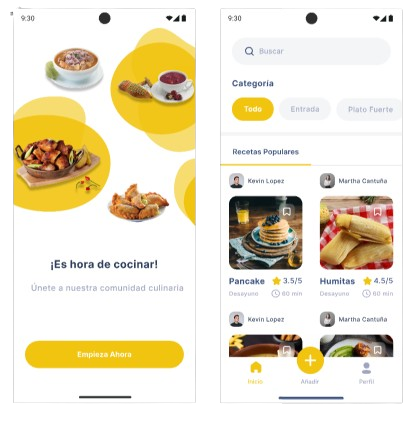 9:30
¡Es hora de cocinar!
Únete a nuestra comunidad culinaria
Empieza Ahora
9:30
Buscar
Categoría
Todo Entrada Plato Fuerte
Recetas Populares
Kevin Lopez Martha Cantuña
Pancake 3.5/5 Humitas 4.5/5
Desayuno 60 min Desayuno 60 min
Kevin Lopez Martha Cantuña
Inicio Añadir Perfil